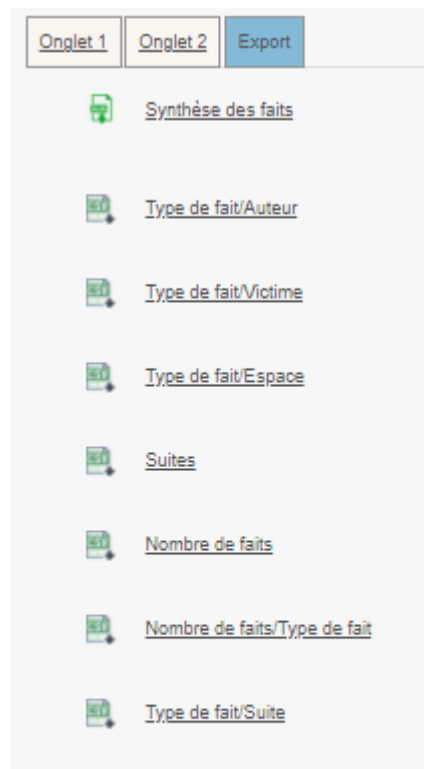 Onglet 1 Onglet 2 Export
Synthèse des faits
Type de fait/Auteur
Type de fait/Victime
Type de fait/Espace
Suites
Nombre de faits
Nombre de faits/Type de fait
Type de fait/Suite